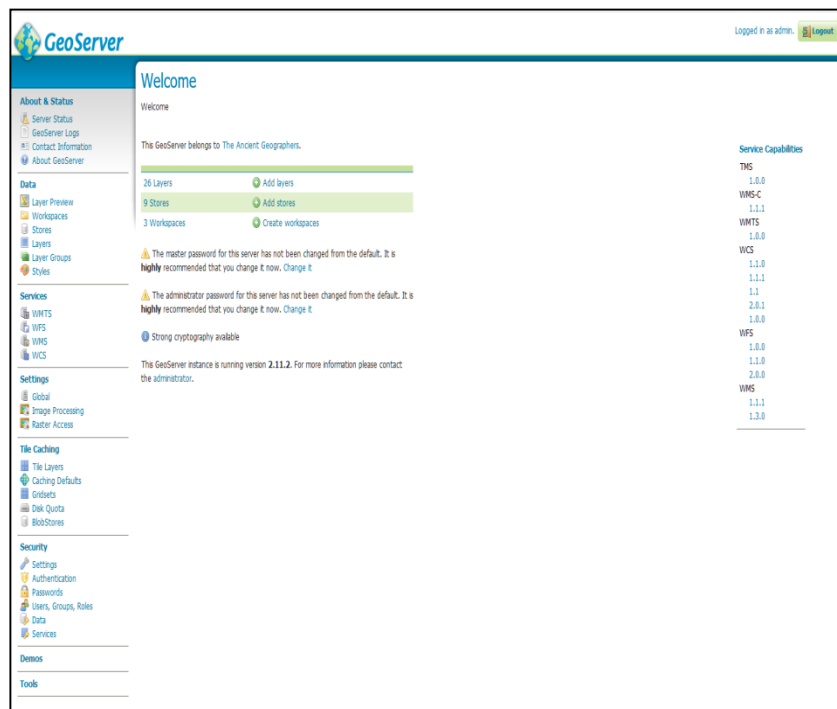 GeoServer
Logged in as admin.
Logout
About & Status
Server Status
GeoServer Logs
Contact Information
About GeoServer
Data
Layer Preview
Workspaces
Stores
Layers
Layer Groups
Styles
Services
WMTS
WFS
WMS
WCS
Settings
Global
Image Processing
Raster Access
Tile Caching
Tile Layers
Caching Defaults
Gridsets
Disk Quota
BlobStores
Security
Settings
Authentication
Passwords
Users, Groups, Roles
Data
Services
Demos
Tools
Welcome
Welcome
This GeoServer belongs to The Ancient Geographers.
26 Layers Add layers
9 Stores Add stores
3 Workspaces Create workspaces
The master password for this server has not been changed from the default. It is
highly recommended that you change it now. Change it
The administrator password for this server has not been changed from the default. It is
highly recommended that you change it now. Change it
Strong cryptography available
This GeoServer instance is running version 2.11.2. For more information please contact
the administrator.
Service Capabilities
TMS
1.0.0
WMS-C
1.1.1
WMTS
1.0.0
WCS
1.1.0
1.1.1
1.1
2.0.1
1.0.0
WFS
1.0.0
1.1.0
2.0.0
WMS
1.1.1
1.3.0